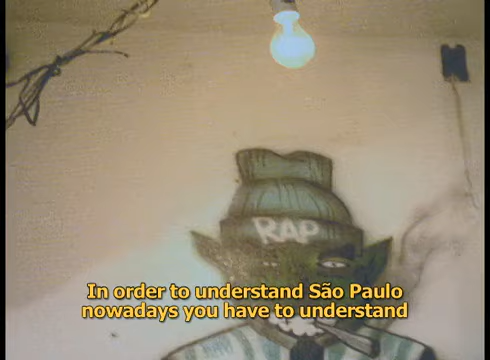 RAP
In order to understand São Paulo
nowadays you have to understand